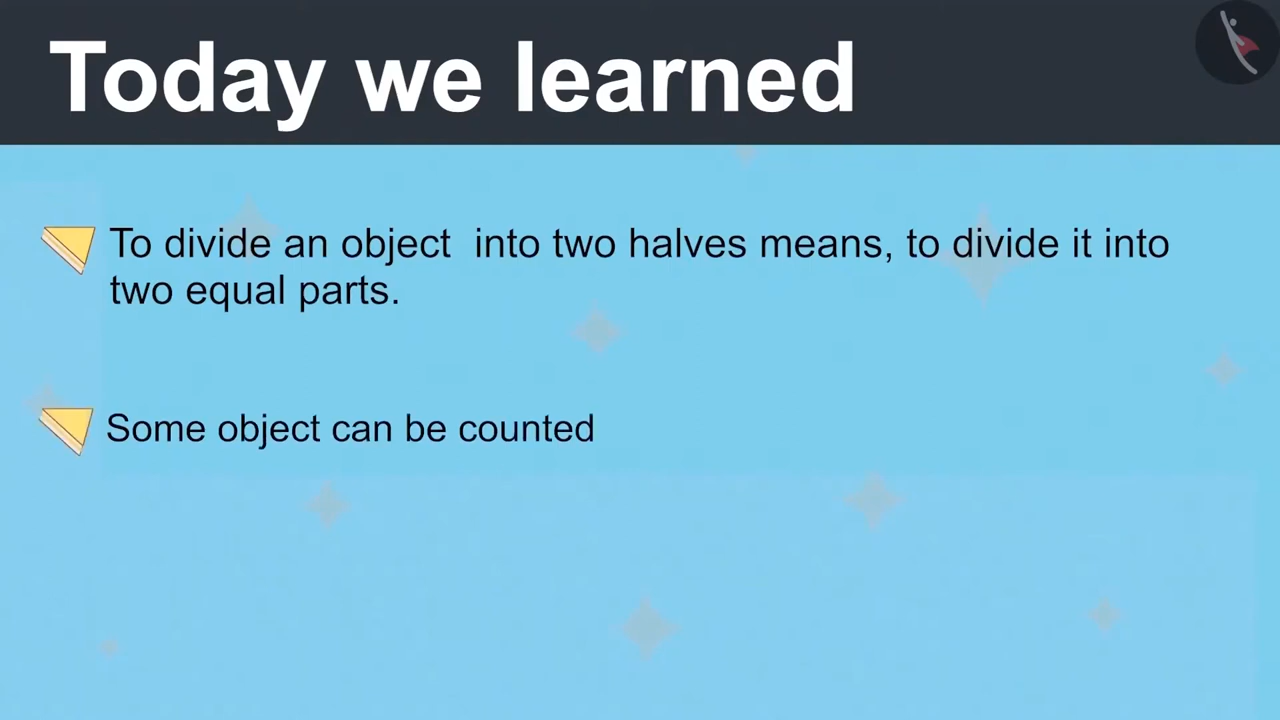 Today we learned
To divide an object into two halves means, to divide it into
two equal parts.
Some object can be counted